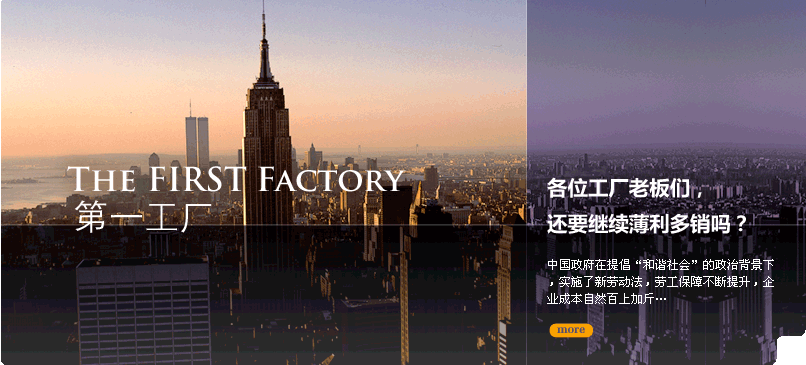 The FIRST Factory
第一工厂
各位工厂老板们，
还要继续薄利多销吗？
中国政府在提倡“和谐社会”的政治背景下
，实施了新劳动法，劳工保障不断提升，企
业成本自然百上加斤…
more